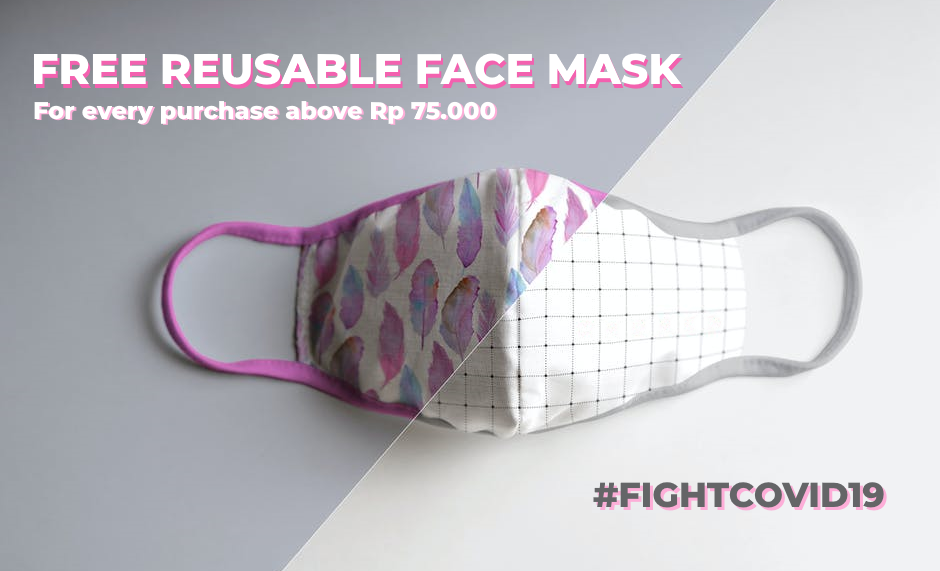 FREE REUSABLE FACE MASK
For every purchase above Rp 75.000
#FIGHTCOVID19